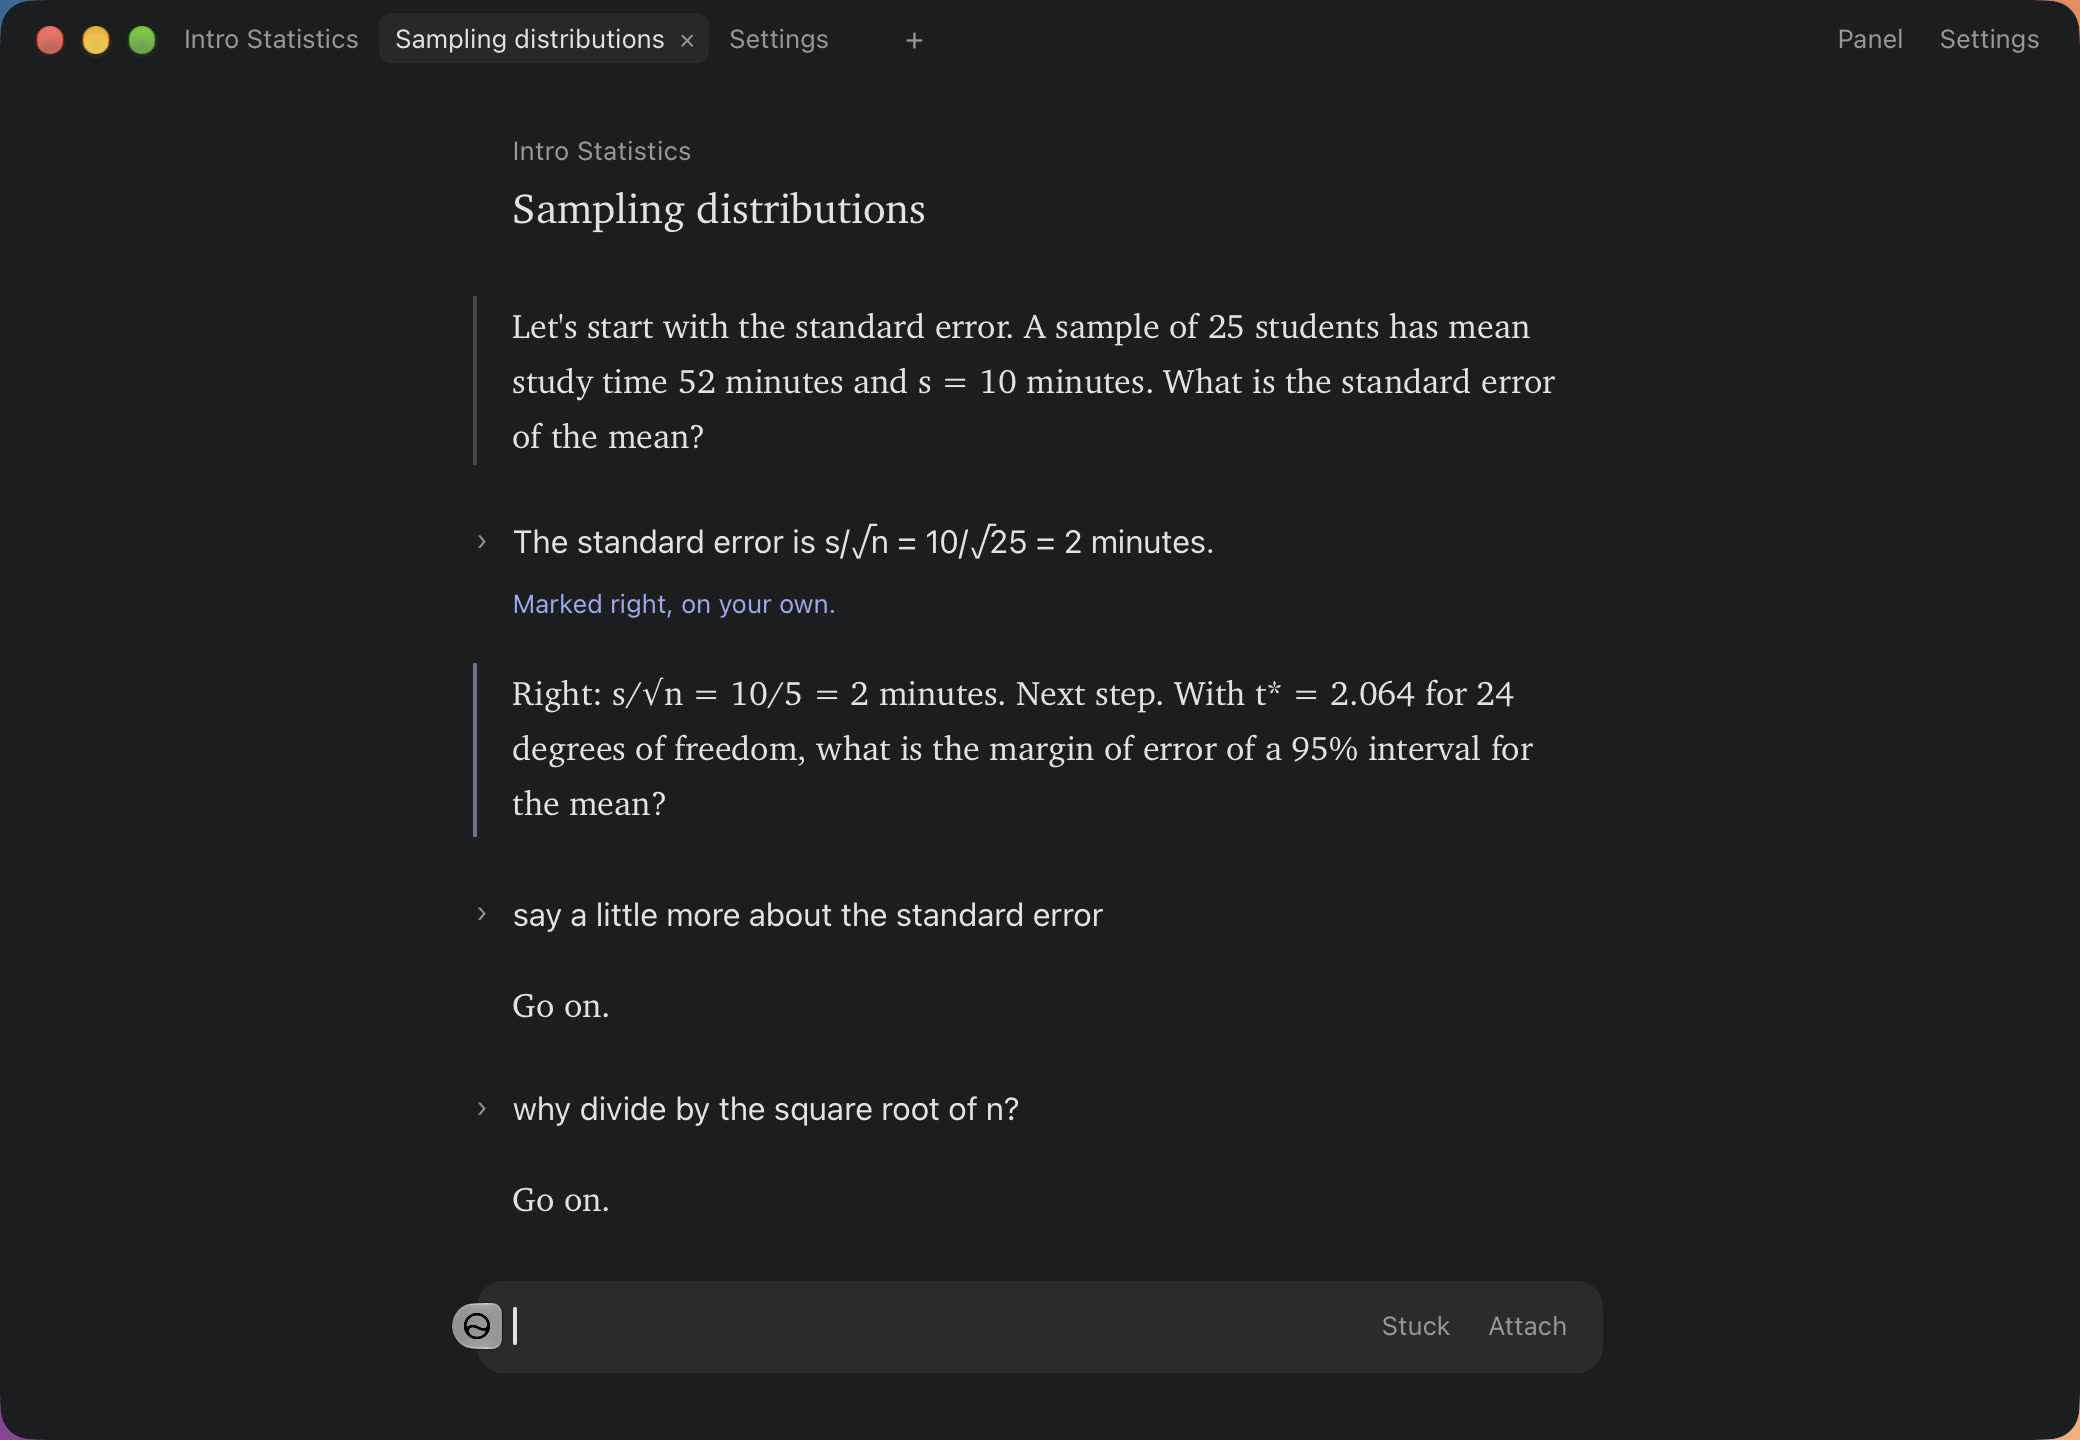 Intro Statistics
Sampling distributions ×
Settings
+
Panel
Settings
Intro Statistics
Sampling distributions
Let's start with the standard error. A sample of 25 students has mean
study time 52 minutes and s = 10 minutes. What is the standard error
of the mean?
› The standard error is s/√n = 10/√25 = 2 minutes.
Marked right, on your own.
Right: s/√n = 10/5 = 2 minutes. Next step. With t* = 2.064 for 24
degrees of freedom, what is the margin of error of a 95% interval for
the mean?
› say a little more about the standard error
Go on.
› why divide by the square root of n?
Go on.
Stuck
Attach